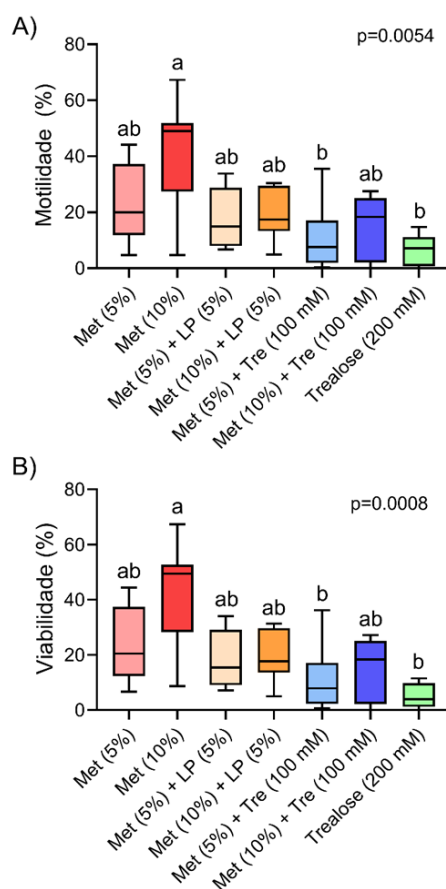 A)
p=0.0054
Motilidade (%)
80
60
40
20
0
ab
a
ab
ab
b
ab
b
Met (5%)
Met (10%)
Met (5%) + LP (5%)
Met (10%) + LP (5%)
Met (5%) + Tre (100 mM)
Met (10%) + Tre (100 mM)
Trealose (200 mM)
B)
p=0.0008
Viabilidade (%)
80
60
40
20
0
ab
a
ab
ab
b
ab
b
Met (5%)
Met (10%)
Met (5%) + LP (5%)
Met (10%) + LP (5%)
Met (5%) + Tre (100 mM)
Met (10%) + Tre (100 mM)
Trealose (200 mM)